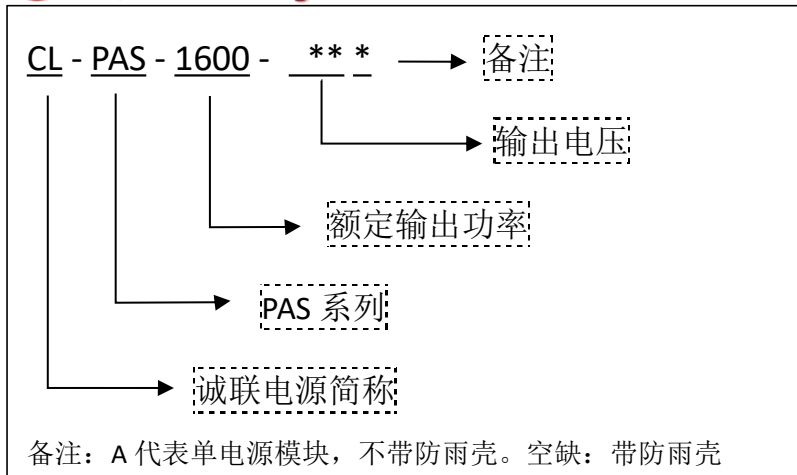 CL - PAS - 1600 - *** 备注
输出电压
额定输出功率
PAS 系列
诚联电源简称
备注：A 代表单电源模块，不带防雨壳。空缺：带防雨壳